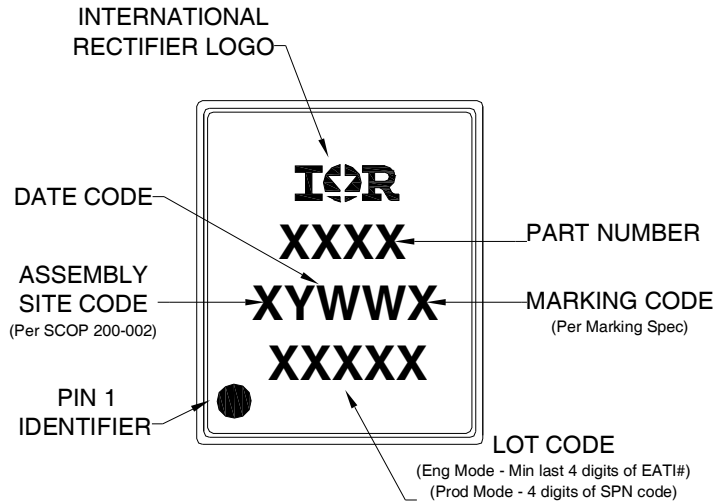 INTERNATIONAL
RECTIFIER LOGO
IOR
DATE CODE
XXXX
PART NUMBER
ASSEMBLY
SITE CODE
(Per SCOP 200-002)
XYWWX
MARKING CODE
(Per Marking Spec)
XXXXX
PIN 1
IDENTIFIER
LOT CODE
(Eng Mode - Min last 4 digits of EATI#)
(Prod Mode - 4 digits of SPN code)